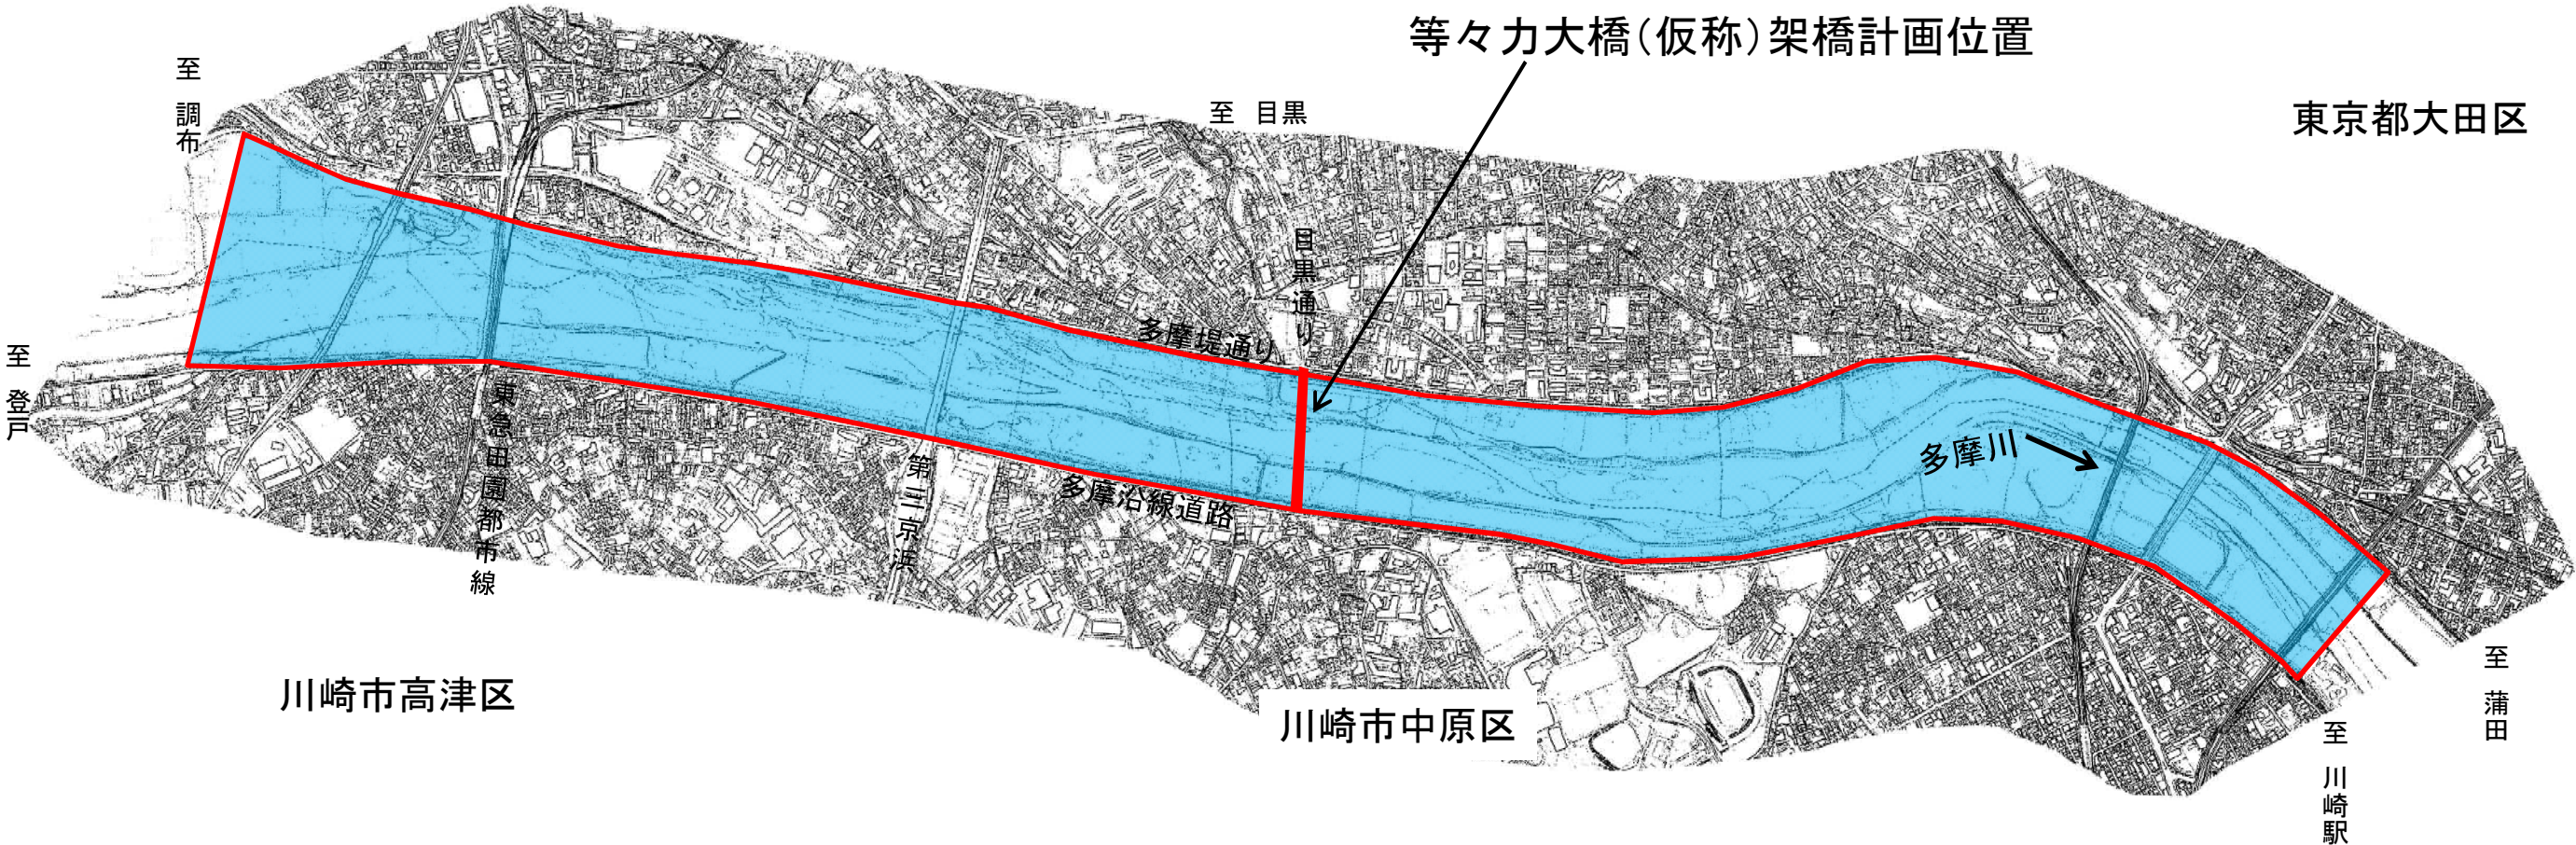 等々力大橋(仮称)架橋計画位置
至 調布
至 目黒
東京都大田区
目黒通り
多摩堤通り
至 登戸
東急田園都市線
第三京浜
多摩沿線道路
多摩川
川崎市高津区
川崎市中原区
至 蒲田
至 川崎駅